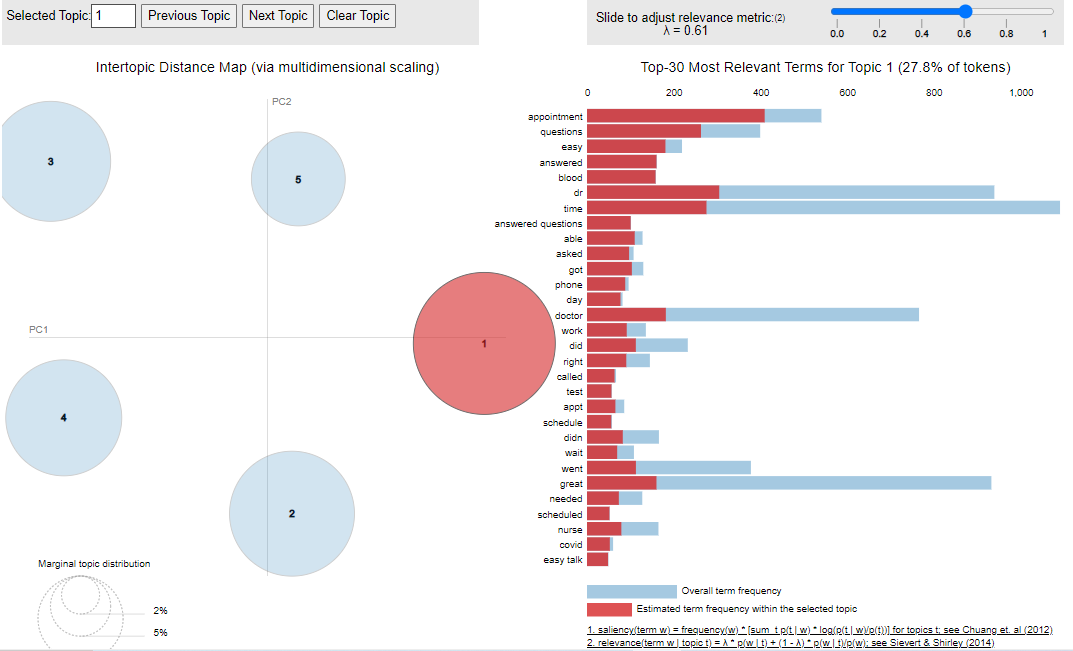 Selected Topic: 1 Previous Topic Next Topic Clear Topic
Slide to adjust relevance metric:(2)
λ = 0.61
0.0 0.2 0.4 0.6 0.8 1
Intertopic Distance Map (via multidimensional scaling)
PC2
PC1
3
5
1
4
2
Marginal topic distribution
2%
5%
Top-30 Most Relevant Terms for Topic 1 (27.8% of tokens)
0 200 400 600 800 1,000
appointment
questions
easy
answered
blood
dr
time
answered questions
able
asked
got
phone
day
doctor
work
did
right
called
test
appt
schedule
didn
wait
went
great
needed
scheduled
nurse
covid
easy talk
Overall term frequency
Estimated term frequency within the selected topic
1. saliency(term w) = frequency(w) * [sum_t p(t | w) * log(p(t | w)/p(t))] for topics t; see Chuang et. al (2012)
2. relevance(term w | topic t) = λ * p(w | t) + (1 - λ) * p(w | t)/p(w); see Sievert & Shirley (2014)